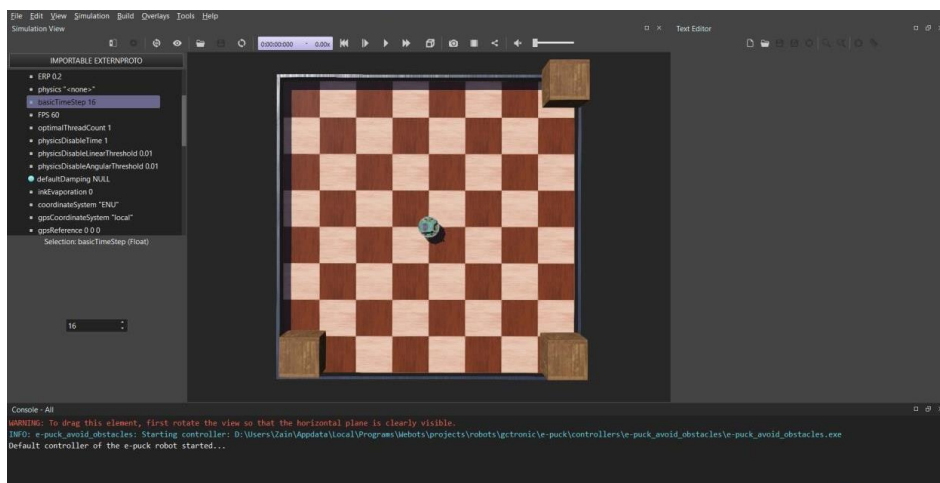 File Edit View Simulation Build Overlays Tools Help
Simulation View
Text Editor
0:00:00:000 - 0.00x
IMPORTABLE EXTERNPROTO
ERP 0.2
physics "<none>"
basicTimeStep 16
FPS 60
optimalThreadCount 1
physicsDisableTime 1
physicsDisableLinearThreshold 0.01
physicsDisableAngularThreshold 0.01
defaultDamping NULL
inkEvaporation 0
coordinateSystem "ENU"
gpsCoordinateSystem "local"
gpsReference 0 0 0
Selection: basicTimeStep (Float)
16
Console - All
WARNING: To drag this element, first rotate the view so that the horizontal plane is clearly visible.
INFO: e-puck_avoid_obstacles: Starting controller: D:\Users\Zain\Appdata\Local\Programs\Webots\projects\robots\gctronic\e-puck\controllers\e-puck_avoid_obstacles\e-puck_avoid_obstacles.exe
Default controller of the e-puck robot started...